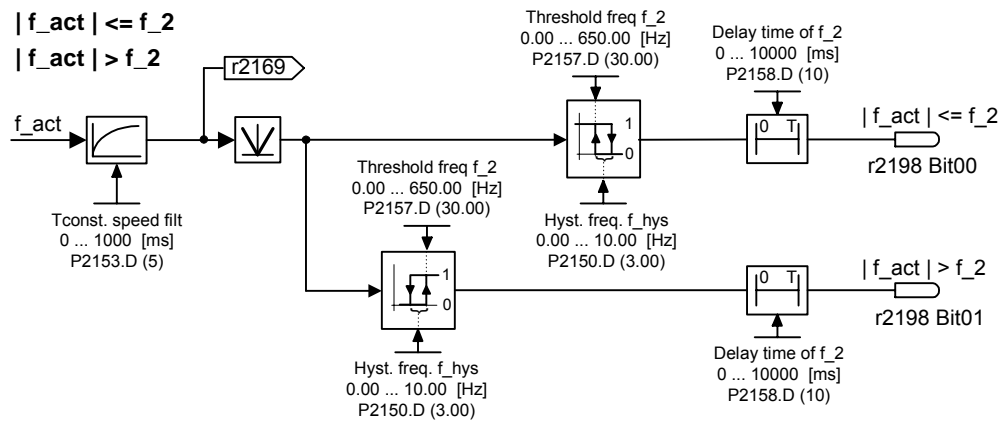 | f_act | <= f_2
| f_act | > f_2
r2169
f_act
Tconst. speed filt
0 ... 1000 [ms]
P2153.D (5)
Threshold freq f_2
0.00 ... 650.00 [Hz]
P2157.D (30.00)
1
0
Hyst. freq. f_hys
0.00 ... 10.00 [Hz]
P2150.D (3.00)
Delay time of f_2
0 ... 10000 [ms]
P2158.D (10)
0 T
| f_act | <= f_2
r2198 Bit00
Threshold freq f_2
0.00 ... 650.00 [Hz]
P2157.D (30.00)
1
0
Hyst. freq. f_hys
0.00 ... 10.00 [Hz]
P2150.D (3.00)
0 T
Delay time of f_2
0 ... 10000 [ms]
P2158.D (10)
| f_act | > f_2
r2198 Bit01